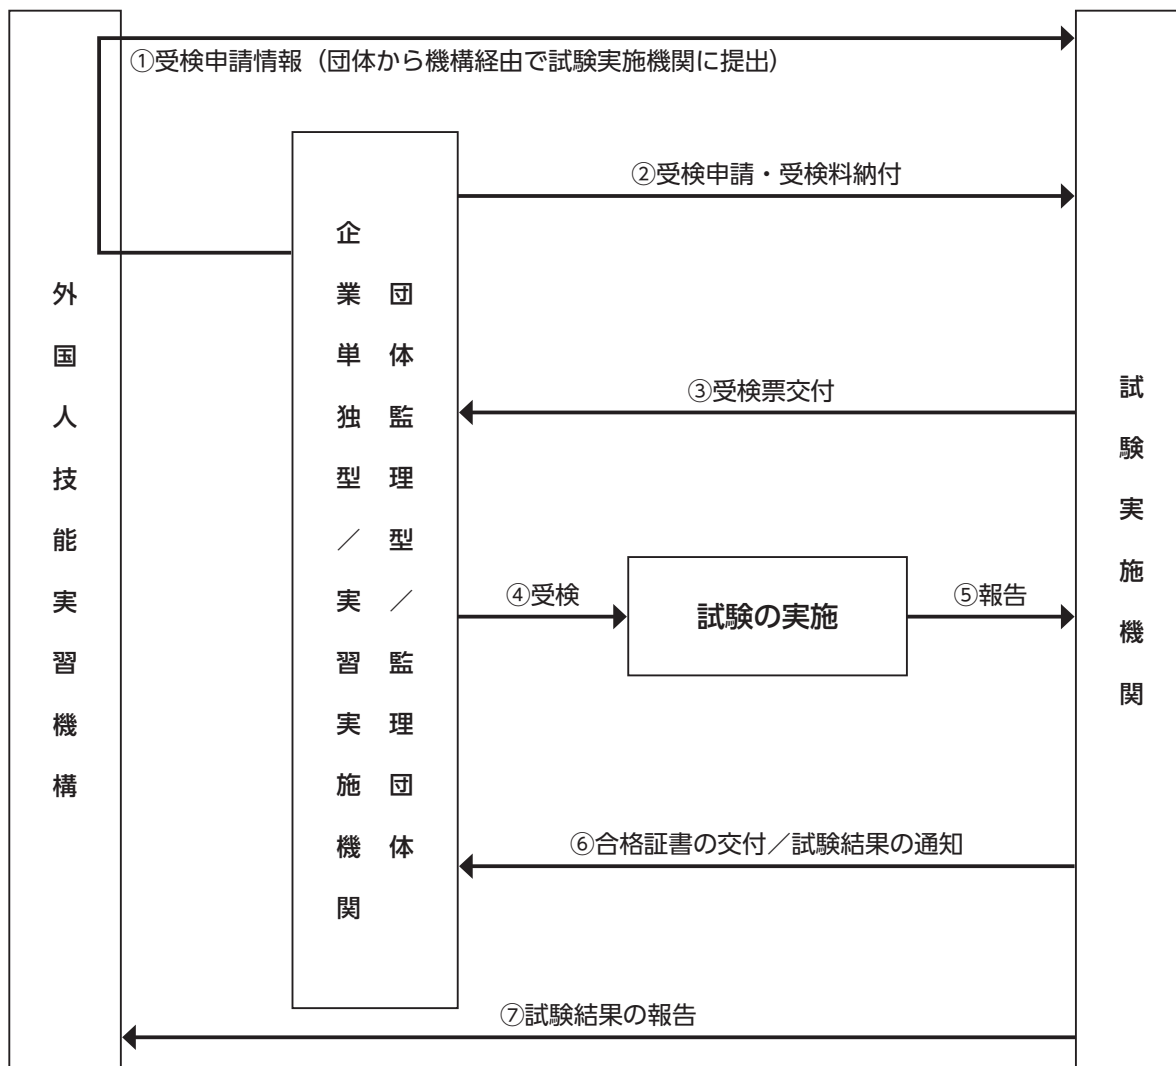 ①受検申請情報（団体から機構経由で試験実施機関に提出）
②受検申請・受検料納付
外国人技能実習機構
団体監理型／監理団体
企業単独型／実習実施機関
③受検票交付
試験実施機関
④受検
試験の実施
⑤報告
⑥合格証書の交付／試験結果の通知
⑦試験結果の報告